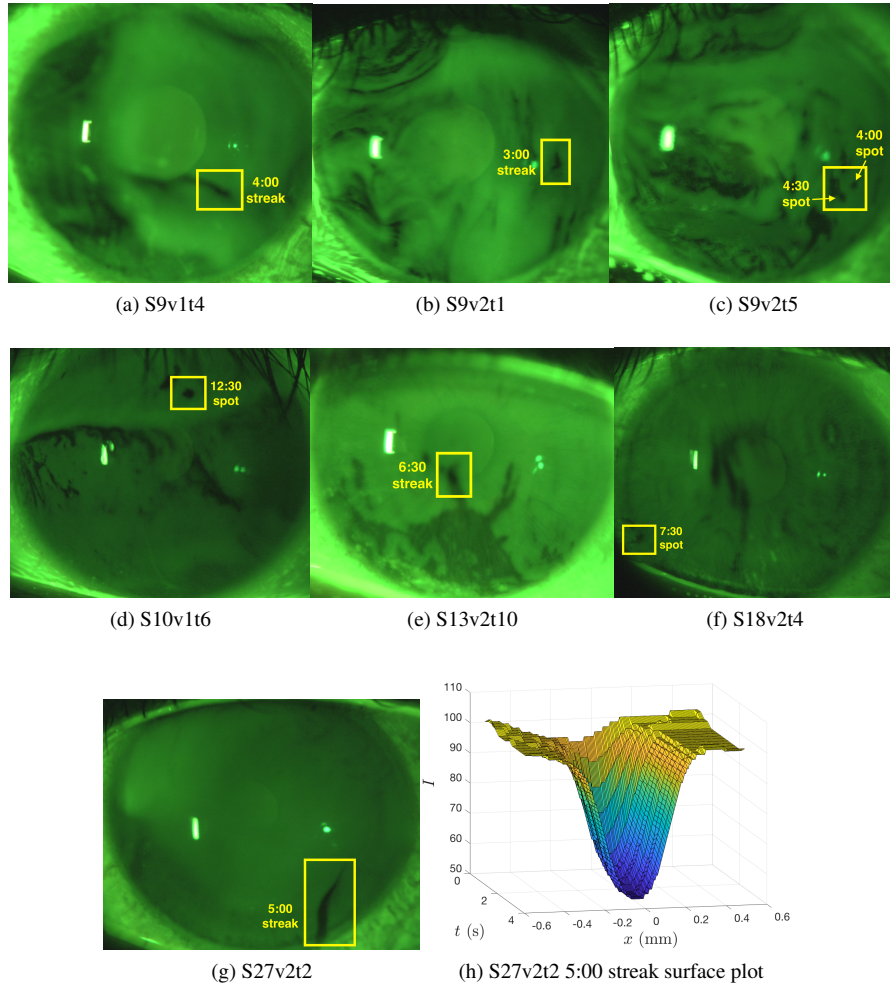 4:00
streak
3:00
streak
4:00
spot
4:30
spot
(a) S9v1t4
(b) S9v2t1
(c) S9v2t5
12:30
spot
6:30
streak
7:30
spot
(d) S10v1t6
(e) S13v2t10
(f) S18v2t4
5:00
streak
110
100
90
80
70
60
50
I
0
2
4
t (s)
-0.6
-0.4
-0.2
0
0.2
0.4
0.6
x (mm)
(g) S27v2t2
(h) S27v2t2 5:00 streak surface plot